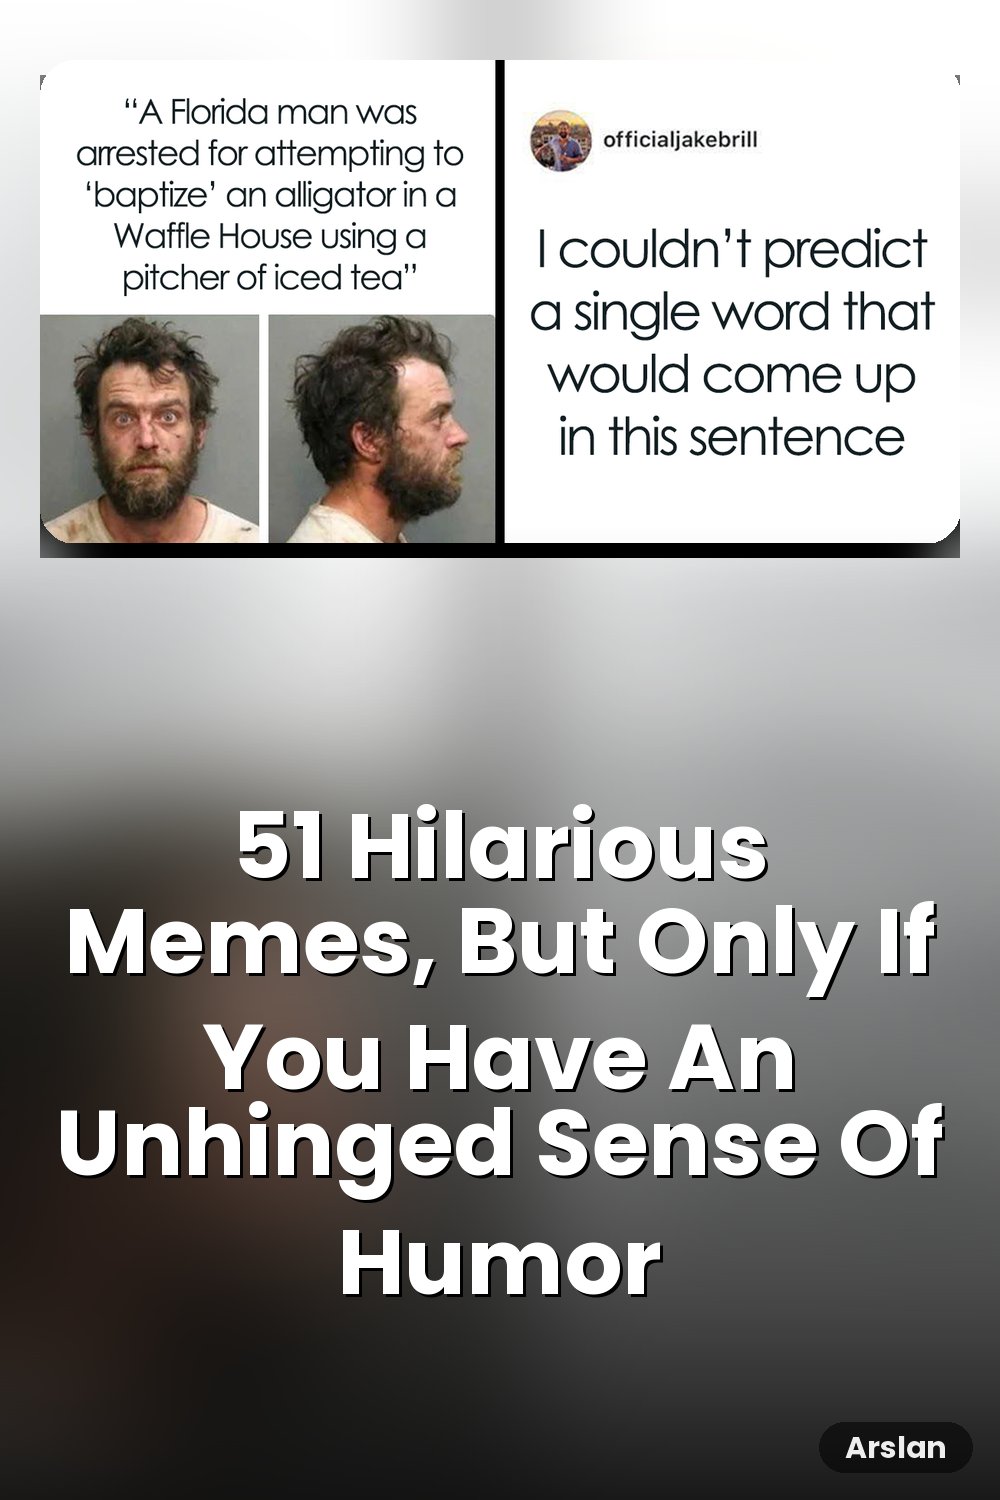 “A Florida man was
arrested for attempting to
‘baptize’ an alligator in a
Waffle House using a
pitcher of iced tea”
officialjakebrill
I couldn’t predict
a single word that
would come up
in this sentence
51 Hilarious
Memes, But Only If
You Have An
Unhinged Sense Of
Humor
Arslan